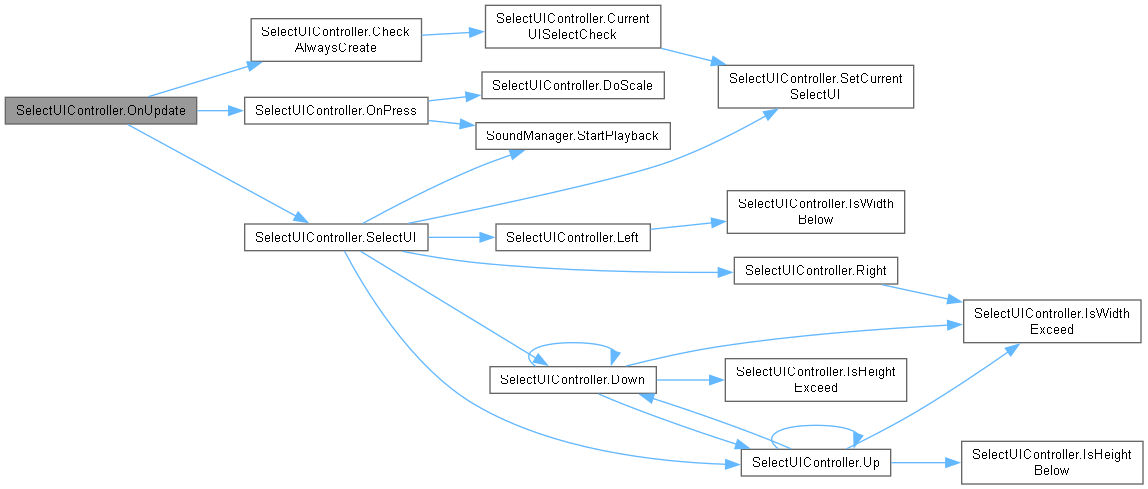 SelectUIController.OnUpdate
SelectUIController.Check
AlwaysCreate
SelectUIController.Current
UISelectCheck
SelectUIController.SetCurrent
SelectUI
SelectUIController.OnPress
SelectUIController.DoScale
SoundManager.StartPlayback
SelectUIController.SelectUI
SelectUIController.Left
SelectUIController.IsWidth
Below
SelectUIController.Right
SelectUIController.IsWidth
Exceed
SelectUIController.Down
SelectUIController.IsHeight
Exceed
SelectUIController.Up
SelectUIController.IsHeight
Below